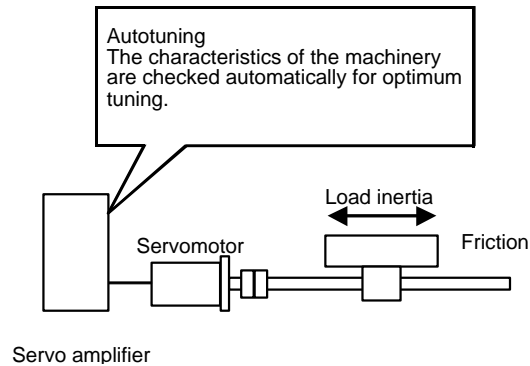 Autotuning
The characteristics of the machinery
are checked automatically for optimum
tuning.
Load inertia
Servomotor
Friction
Servo amplifier